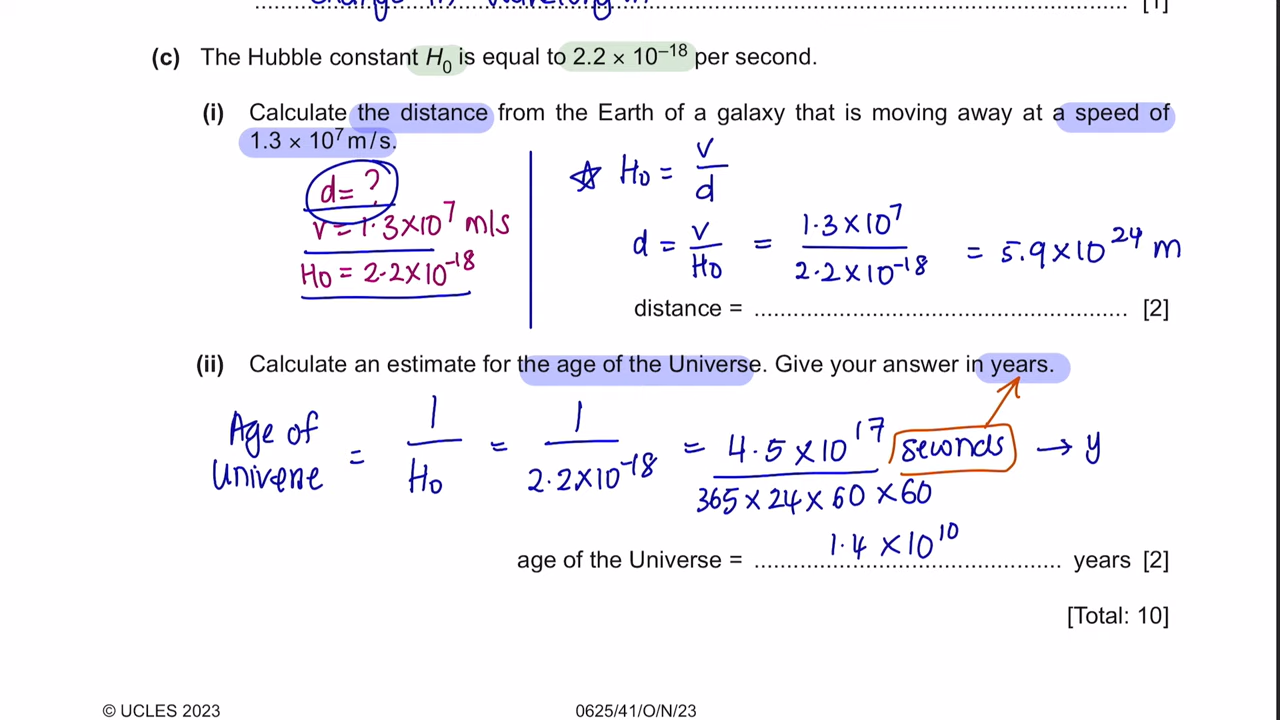 change in wavelength [1]
(c) The Hubble constant H₀ is equal to 2.2 × 10⁻¹⁸ per second.
(i) Calculate the distance from the Earth of a galaxy that is moving away at a speed of
1.3 × 10⁷ m/s.
d = ?
v = 1.3×10⁷ m/s
H₀ = 2.2×10⁻¹⁸
☆ H₀ = v/d
d = v/H₀ = 1.3×10⁷/2.2×10⁻¹⁸ = 5.9×10²⁴ m
distance = .......... [2]
(ii) Calculate an estimate for the age of the Universe. Give your answer in years.
Age of Universe = 1/H₀ = 1/2.2×10⁻¹⁸ = 4.5×10¹⁷ seconds → y
365×24×60×60
1.4 ×10¹⁰
age of the Universe = .......... years [2]
[Total: 10]
© UCLES 2023 0625/41/O/N/23